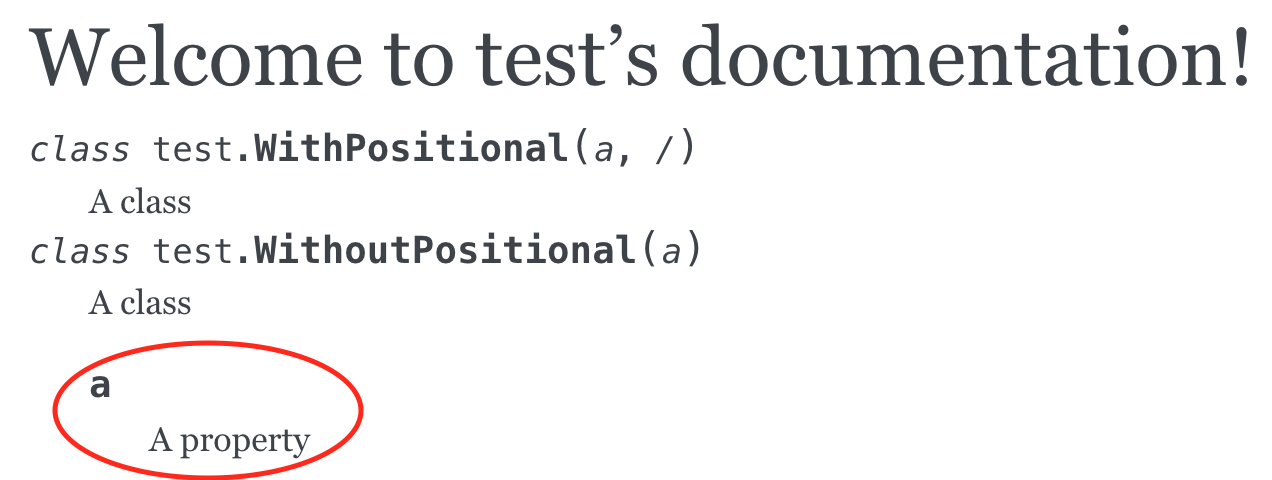 Welcome to test’s documentation!
class test.WithPositional(a, /)
A class
class test.WithoutPositional(a)
A class
a
A property